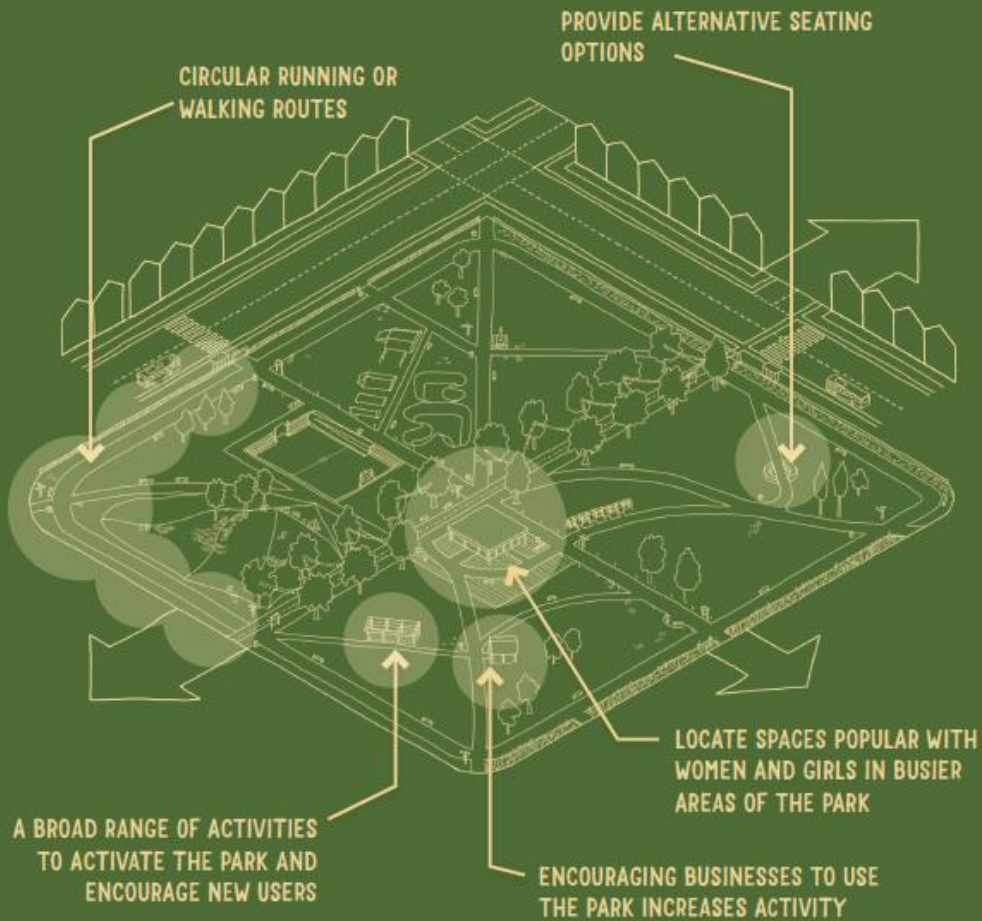 PROVIDE ALTERNATIVE SEATING
OPTIONS
CIRCULAR RUNNING OR
WALKING ROUTES
LOCATE SPACES POPULAR WITH
WOMEN AND GIRLS IN BUSIER
AREAS OF THE PARK
A BROAD RANGE OF ACTIVITIES
TO ACTIVATE THE PARK AND
ENCOURAGE NEW USERS
ENCOURAGING BUSINESSES TO USE
THE PARK INCREASES ACTIVITY